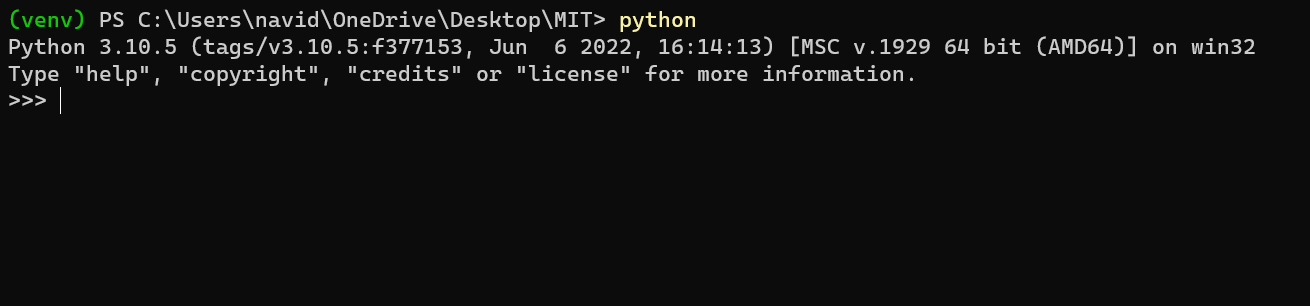 (venv) PS C:\Users\navid\OneDrive\Desktop\MIT> python
Python 3.10.5 (tags/v3.10.5:f377153, Jun  6 2022, 16:14:13) [MSC v.1929 64 bit (AMD64)] on win32
Type "help", "copyright", "credits" or "license" for more information.
>>>